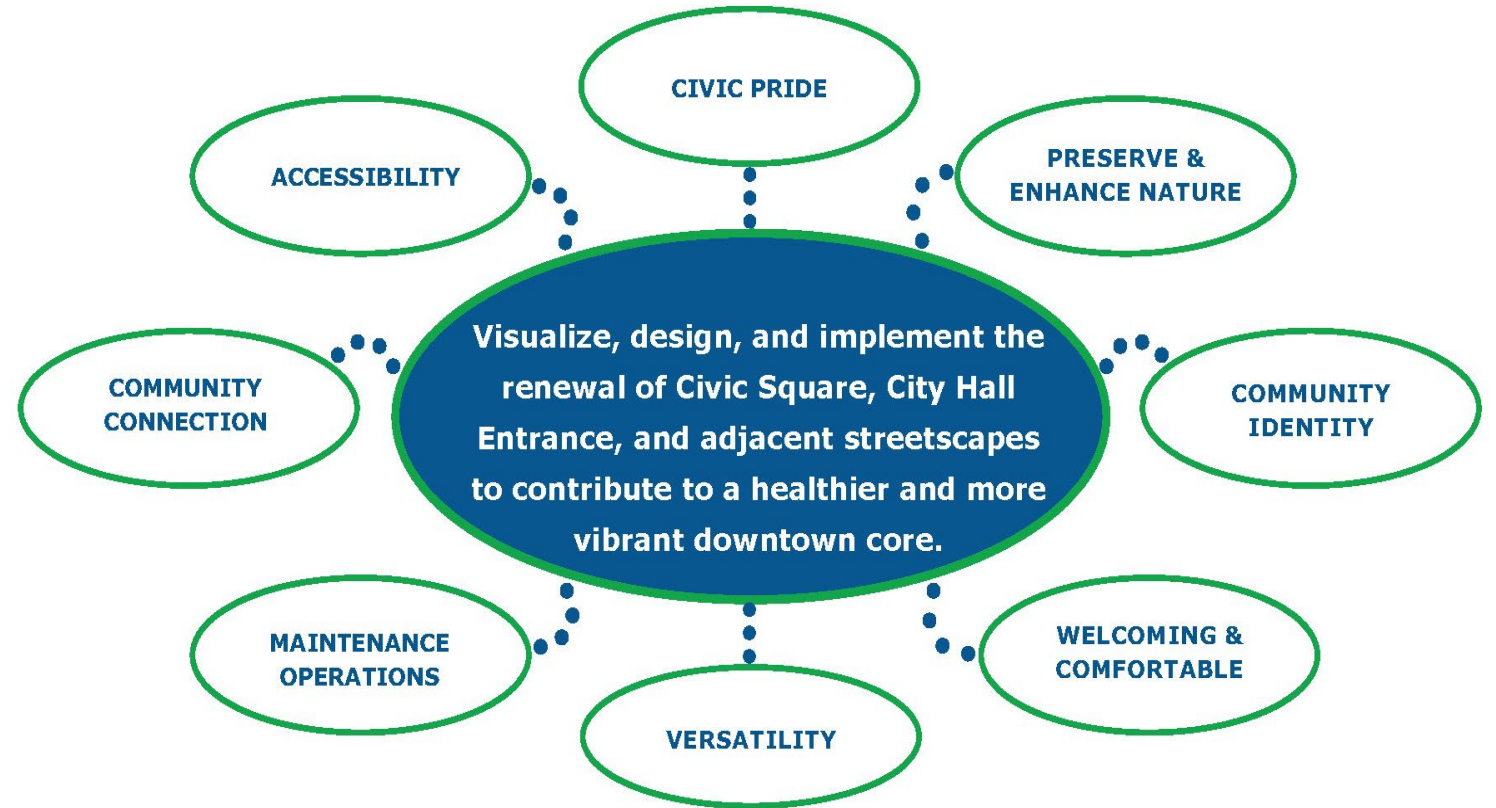 CIVIC PRIDE
ACCESSIBILITY
PRESERVE &
ENHANCE NATURE
Visualize, design, and implement the
renewal of Civic Square, City Hall
Entrance, and adjacent streetscapes
to contribute to a healthier and more
vibrant downtown core.
COMMUNITY
CONNECTION
COMMUNITY
IDENTITY
MAINTENANCE
OPERATIONS
WELCOMING &
COMFORTABLE
VERSATILITY